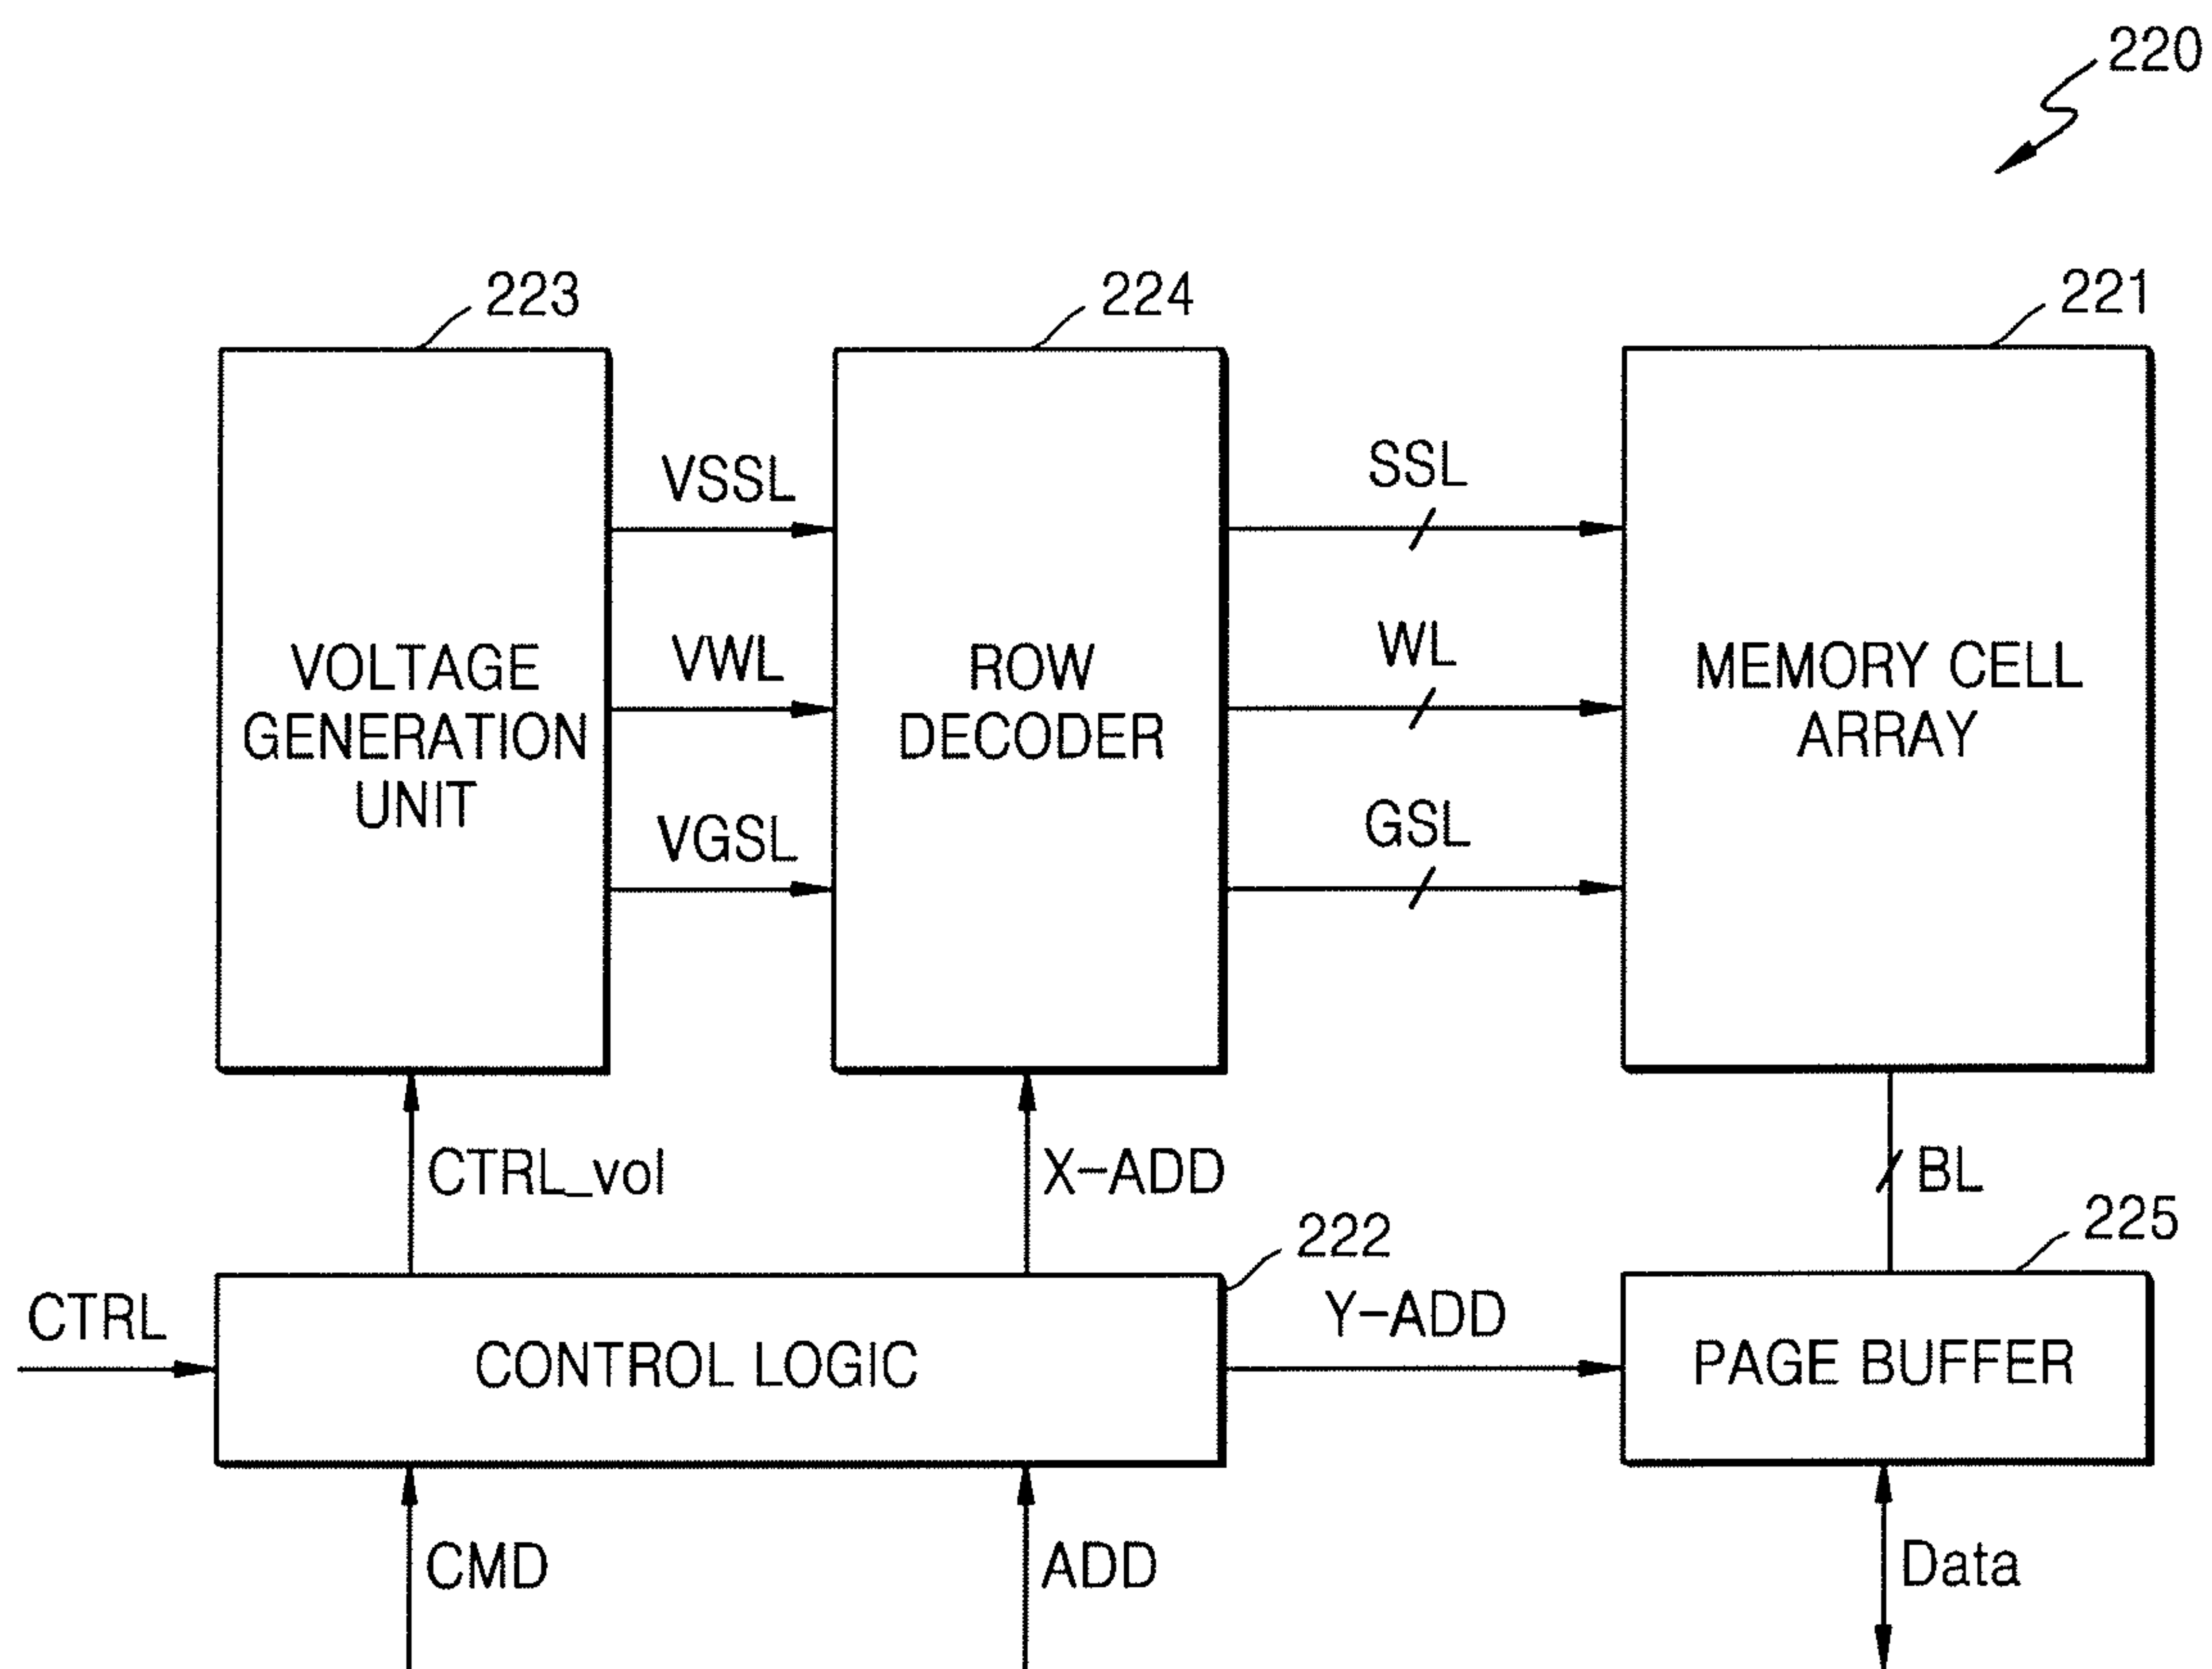 220
223
224
221
VSSL
SSL
VOLTAGE
GENERATION
UNIT
VWL
ROW
DECODER
WL
MEMORY CELL
ARRAY
VGSL
GSL
CTRL_vol
X-ADD
BL
222
225
CTRL
CONTROL LOGIC
Y-ADD
PAGE BUFFER
CMD
ADD
Data